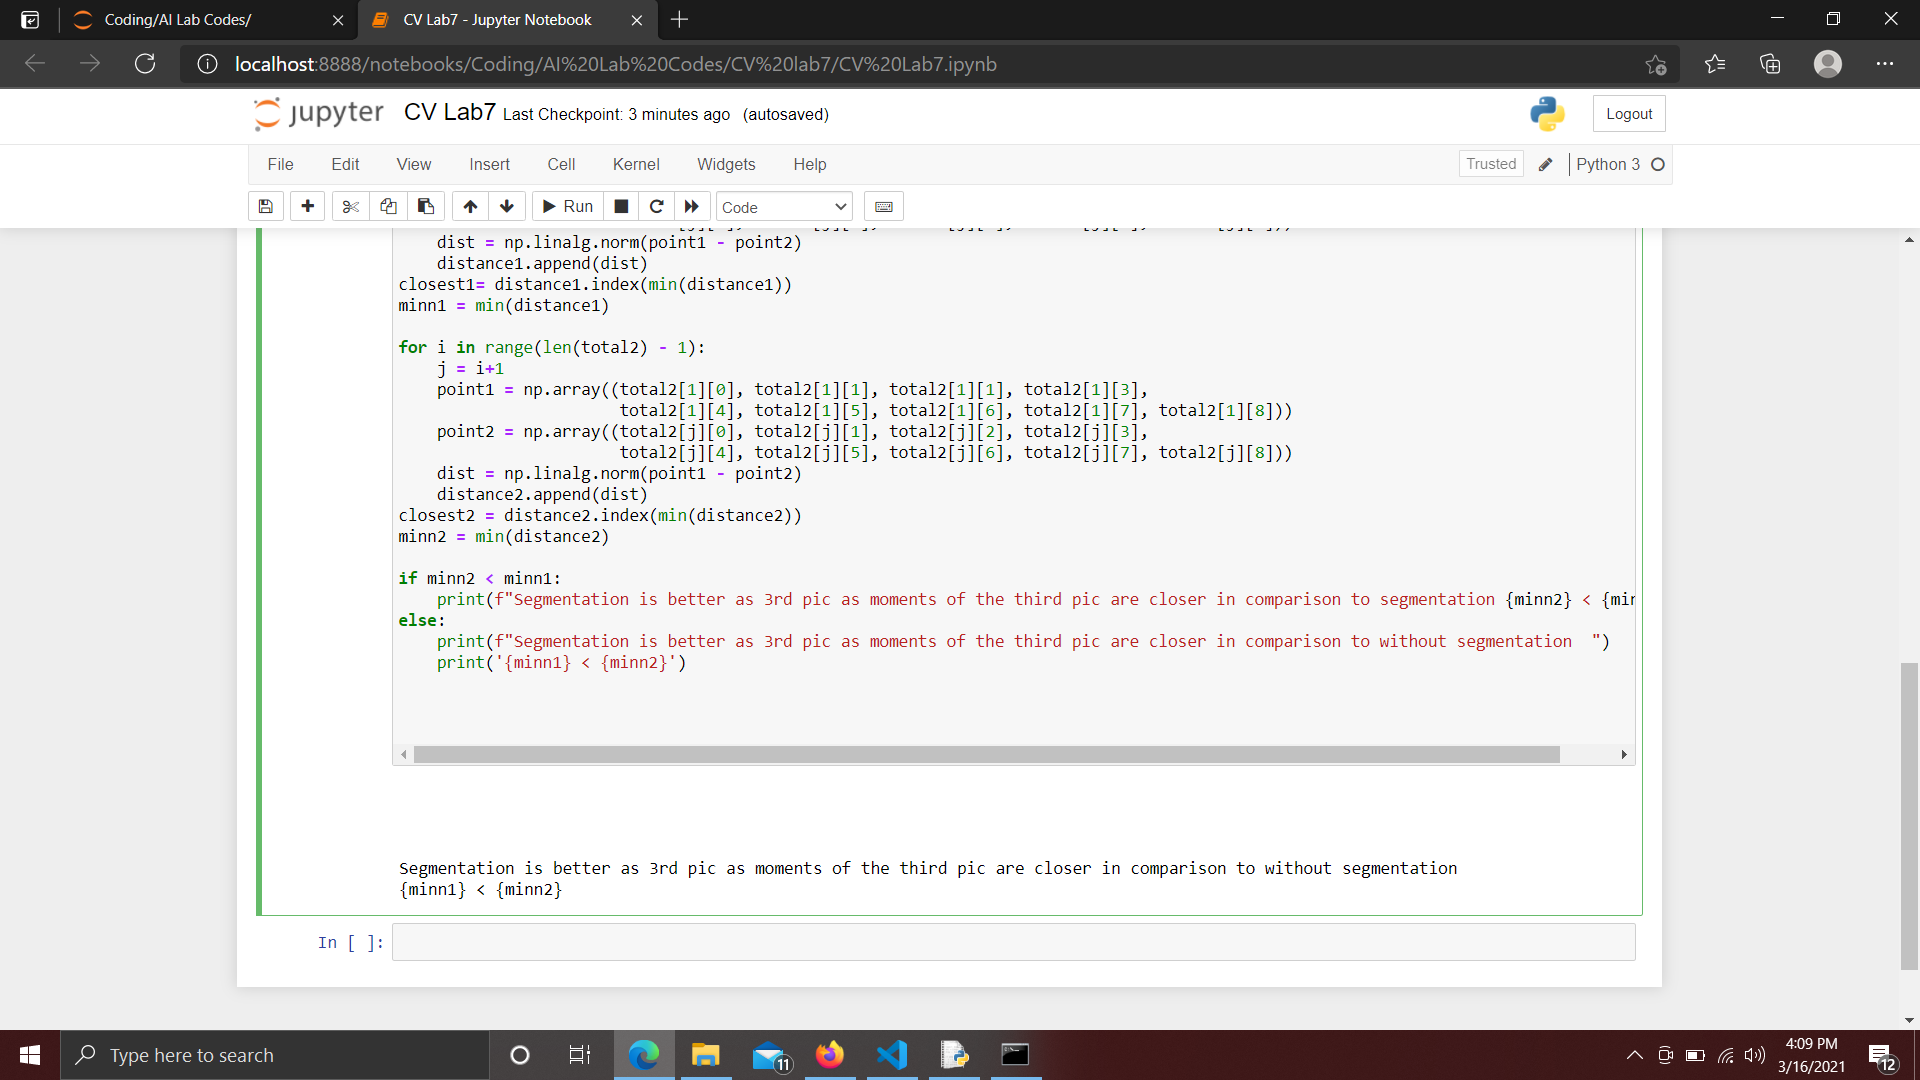 Coding/AI Lab Codes/
CV Lab7 - Jupyter Notebook
localhost:8888/notebooks/Coding/AI%20Lab%20Codes/CV%20lab7/CV%20Lab7.ipynb
jupyter CV Lab7 Last Checkpoint: 3 minutes ago (autosaved)
Logout
File Edit View Insert Cell Kernel Widgets Help
Trusted Python 3
Run Code
    dist = np.linalg.norm(point1 - point2)
    distance1.append(dist)
closest1= distance1.index(min(distance1))
minn1 = min(distance1)
for i in range(len(total2) - 1):
    j = i+1
    point1 = np.array((total2[1][0], total2[1][1], total2[1][1], total2[1][3],
                       total2[1][4], total2[1][5], total2[1][6], total2[1][7], total2[1][8]))
    point2 = np.array((total2[j][0], total2[j][1], total2[j][2], total2[j][3],
                       total2[j][4], total2[j][5], total2[j][6], total2[j][7], total2[j][8]))
    dist = np.linalg.norm(point1 - point2)
    distance2.append(dist)
closest2 = distance2.index(min(distance2))
minn2 = min(distance2)
if minn2 < minn1:
    print(f"Segmentation is better as 3rd pic as moments of the third pic are closer in comparison to segmentation {minn2} <
else:
    print(f"Segmentation is better as 3rd pic as moments of the third pic are closer in comparison to without segmentation  ")
    print('{minn1} < {minn2}')
Segmentation is better as 3rd pic as moments of the third pic are closer in comparison to without segmentation
{minn1} < {minn2}
In [ ]:
Type here to search
11
4:09 PM
3/16/2021
12